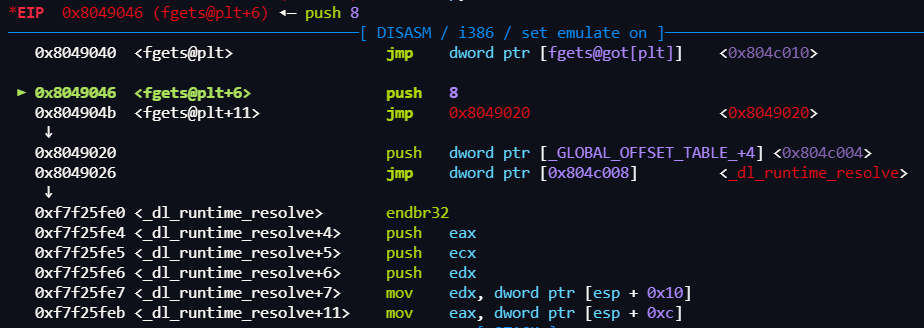 *EIP  0x8049046 (fgets@plt+6) ◂— push 8
[ DISASM / i386 / set emulate on ]
0x8049040  <fgets@plt>                jmp    dword ptr [fgets@got[plt]]    <0x804c010>
► 0x8049046  <fgets@plt+6>              push   8
0x804904b  <fgets@plt+11>             jmp    0x8049020                     <0x8049020>
↓
0x8049020                             push   dword ptr [_GLOBAL_OFFSET_TABLE_+4] <0x804c004>
0x8049026                             jmp    dword ptr [0x804c008]         <_dl_runtime_resolve>
↓
0xf7f25fe0 <_dl_runtime_resolve>      endbr32
0xf7f25fe4 <_dl_runtime_resolve+4>    push   eax
0xf7f25fe5 <_dl_runtime_resolve+5>    push   ecx
0xf7f25fe6 <_dl_runtime_resolve+6>    push   edx
0xf7f25fe7 <_dl_runtime_resolve+7>    mov    edx, dword ptr [esp + 0x10]
0xf7f25feb <_dl_runtime_resolve+11>   mov    eax, dword ptr [esp + 0xc]